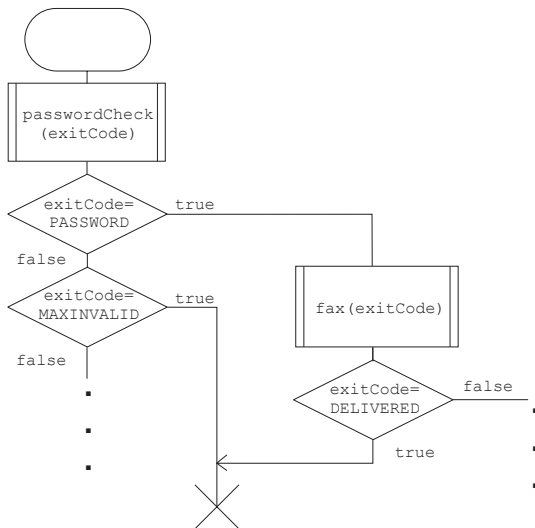 passwordCheck
(exitCode)
exitCode=
PASSWORD
true
false
exitCode=
MAXINVALID
true
false
fax(exitCode)
exitCode=
DELIVERED
false
true